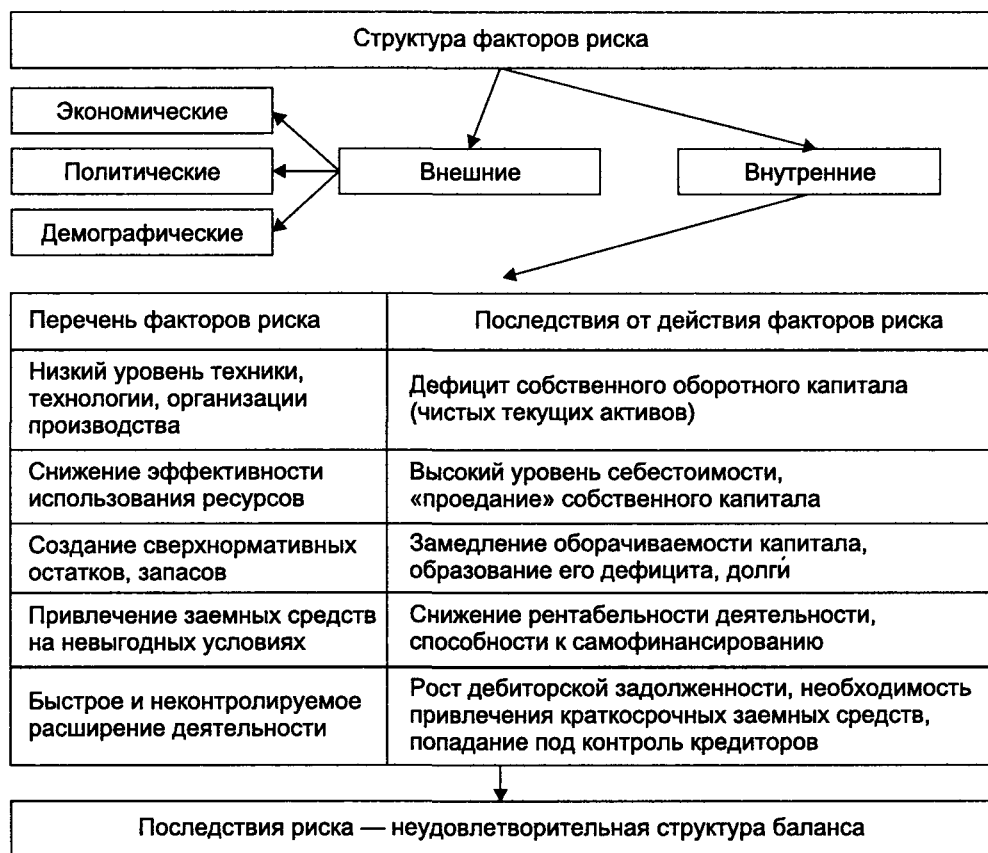 Структура факторов риска
Экономические
Политические
Демографические
Внешние
Внутренние
Перечень факторов риска
Последствия от действия факторов риска
Низкий уровень техники,
технологии, организации
производства
Дефицит собственного оборотного капитала
(чистых текущих активов)
Снижение эффективности
использования ресурсов
Высокий уровень себестоимости,
«проедание» собственного капитала
Создание сверхнормативных
остатков, запасов
Замедление оборачиваемости капитала,
образование его дефицита, долги́
Привлечение заемных средств
на невыгодных условиях
Снижение рентабельности деятельности,
способности к самофинансированию
Быстрое и неконтролируемое
расширение деятельности
Рост дебиторской задолженности, необходимость
привлечения краткосрочных заемных средств,
попадание под контроль кредиторов
Последствия риска — неудовлетворительная структура баланса